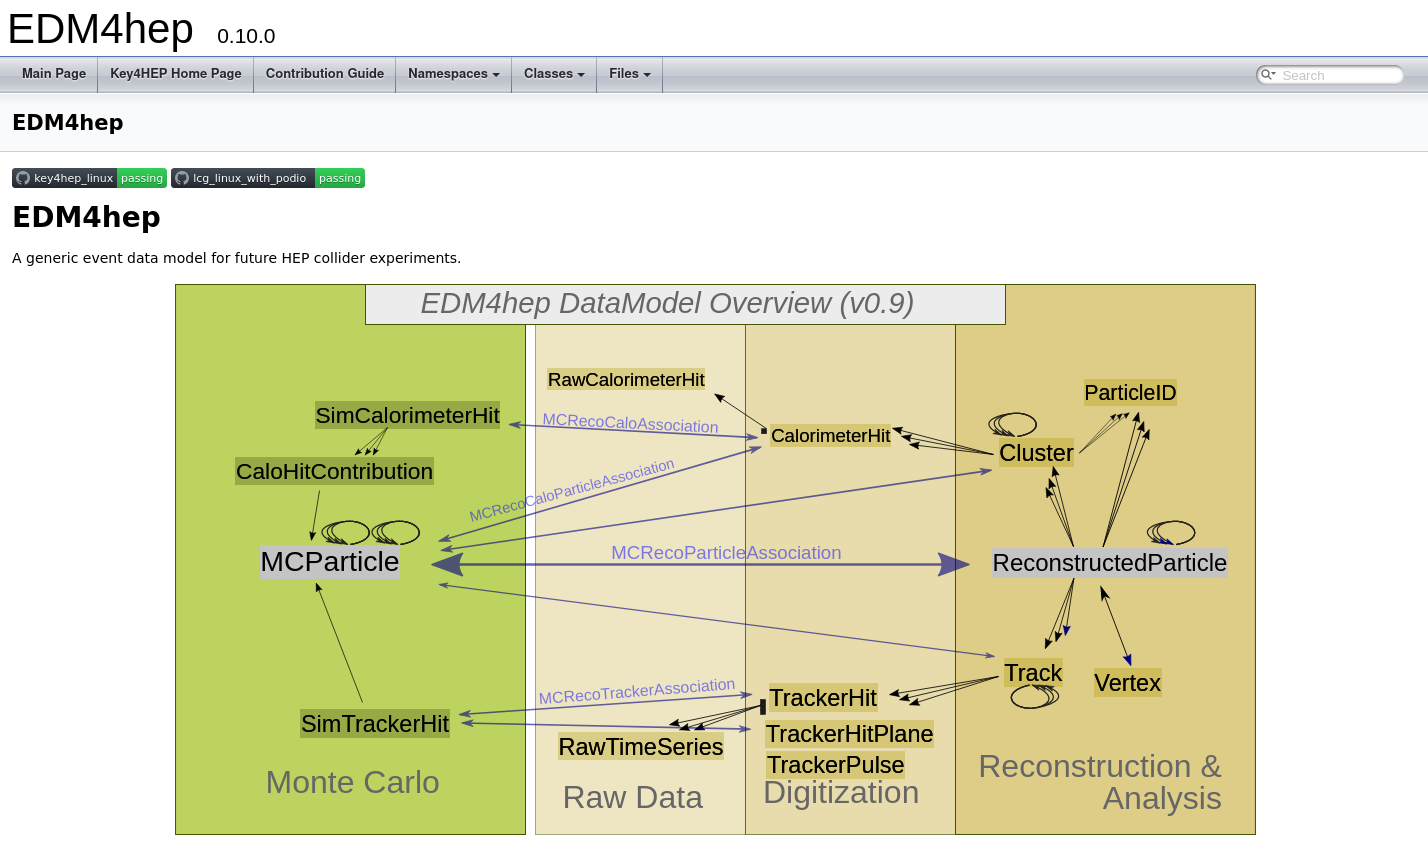 EDM4hep 0.10.0
Main Page Key4HEP Home Page Contribution Guide Namespaces Classes Files Search
EDM4hep
key4hep_linux passing lcg_linux_with_podio passing
EDM4hep
A generic event data model for future HEP collider experiments.
EDM4hep DataModel Overview (v0.9)
RawCalorimeterHit
ParticleID
SimCalorimeterHit
MCRecoCaloAssociation
CalorimeterHit
Cluster
CaloHitContribution
MCRecoCaloParticleAssociation
MCParticle
MCRecoParticleAssociation
ReconstructedParticle
Track
Vertex
MCRecoTrackerAssociation
TrackerHit
SimTrackerHit
TrackerHitPlane
RawTimeSeries
TrackerPulse
Monte Carlo
Raw Data
Digitization
Reconstruction &
Analysis